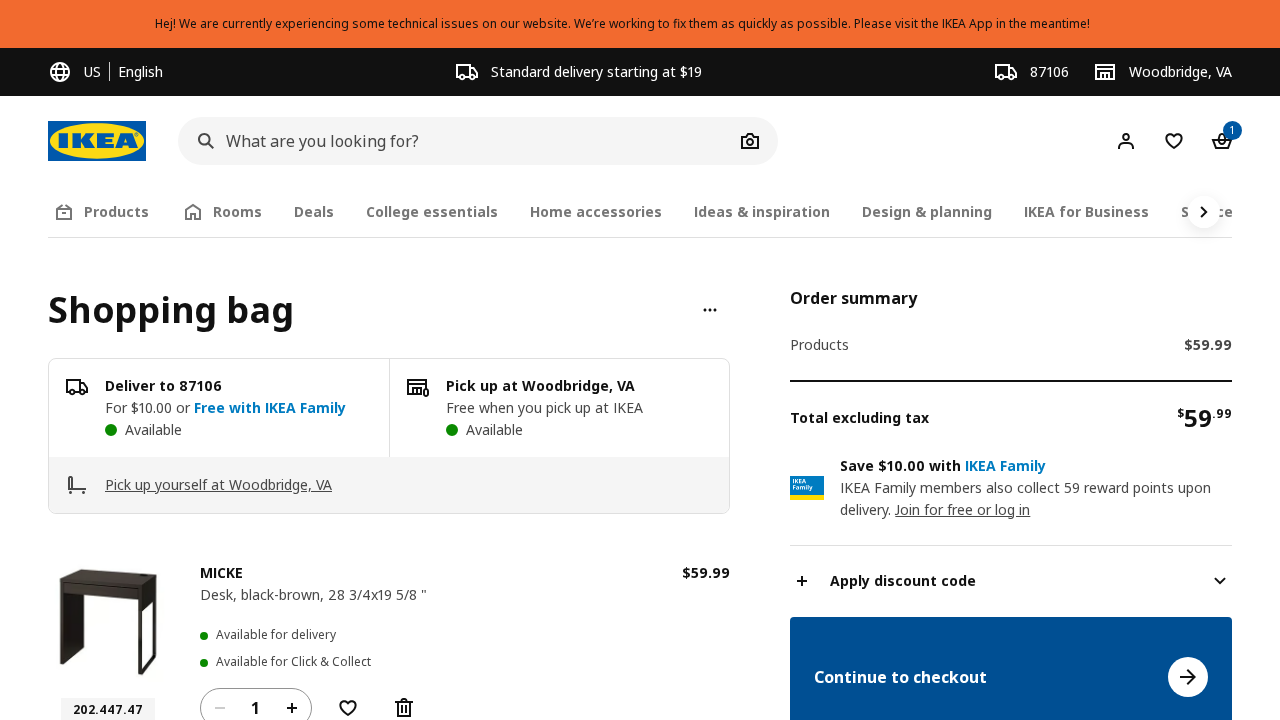 Hej! We are currently experiencing some technical issues on our website. We’re working to fix them as quickly as possible. Please visit the IKEA App in the meantime!
US English
Standard delivery starting at $19
87106
Woodbridge, VA
IKEA
What are you looking for?
1
Products
Rooms
Deals
College essentials
Home accessories
Ideas & inspiration
Design & planning
IKEA for Business
Shopping bag
Deliver to 87106
For $10.00 or Free with IKEA Family
Available
Pick up at Woodbridge, VA
Free when you pick up at IKEA
Available
Pick up yourself at Woodbridge, VA
MICKE
$59.99
Desk, black-brown, 28 3/4x19 5/8 "
Available for delivery
Available for Click & Collect
1
202.447.47
Order summary
Products $59.99
Total excluding tax $59.99
IKEA
Family
Save $10.00 with IKEA Family
IKEA Family members also collect 59 reward points upon
delivery. Join for free or log in
Apply discount code
Continue to checkout